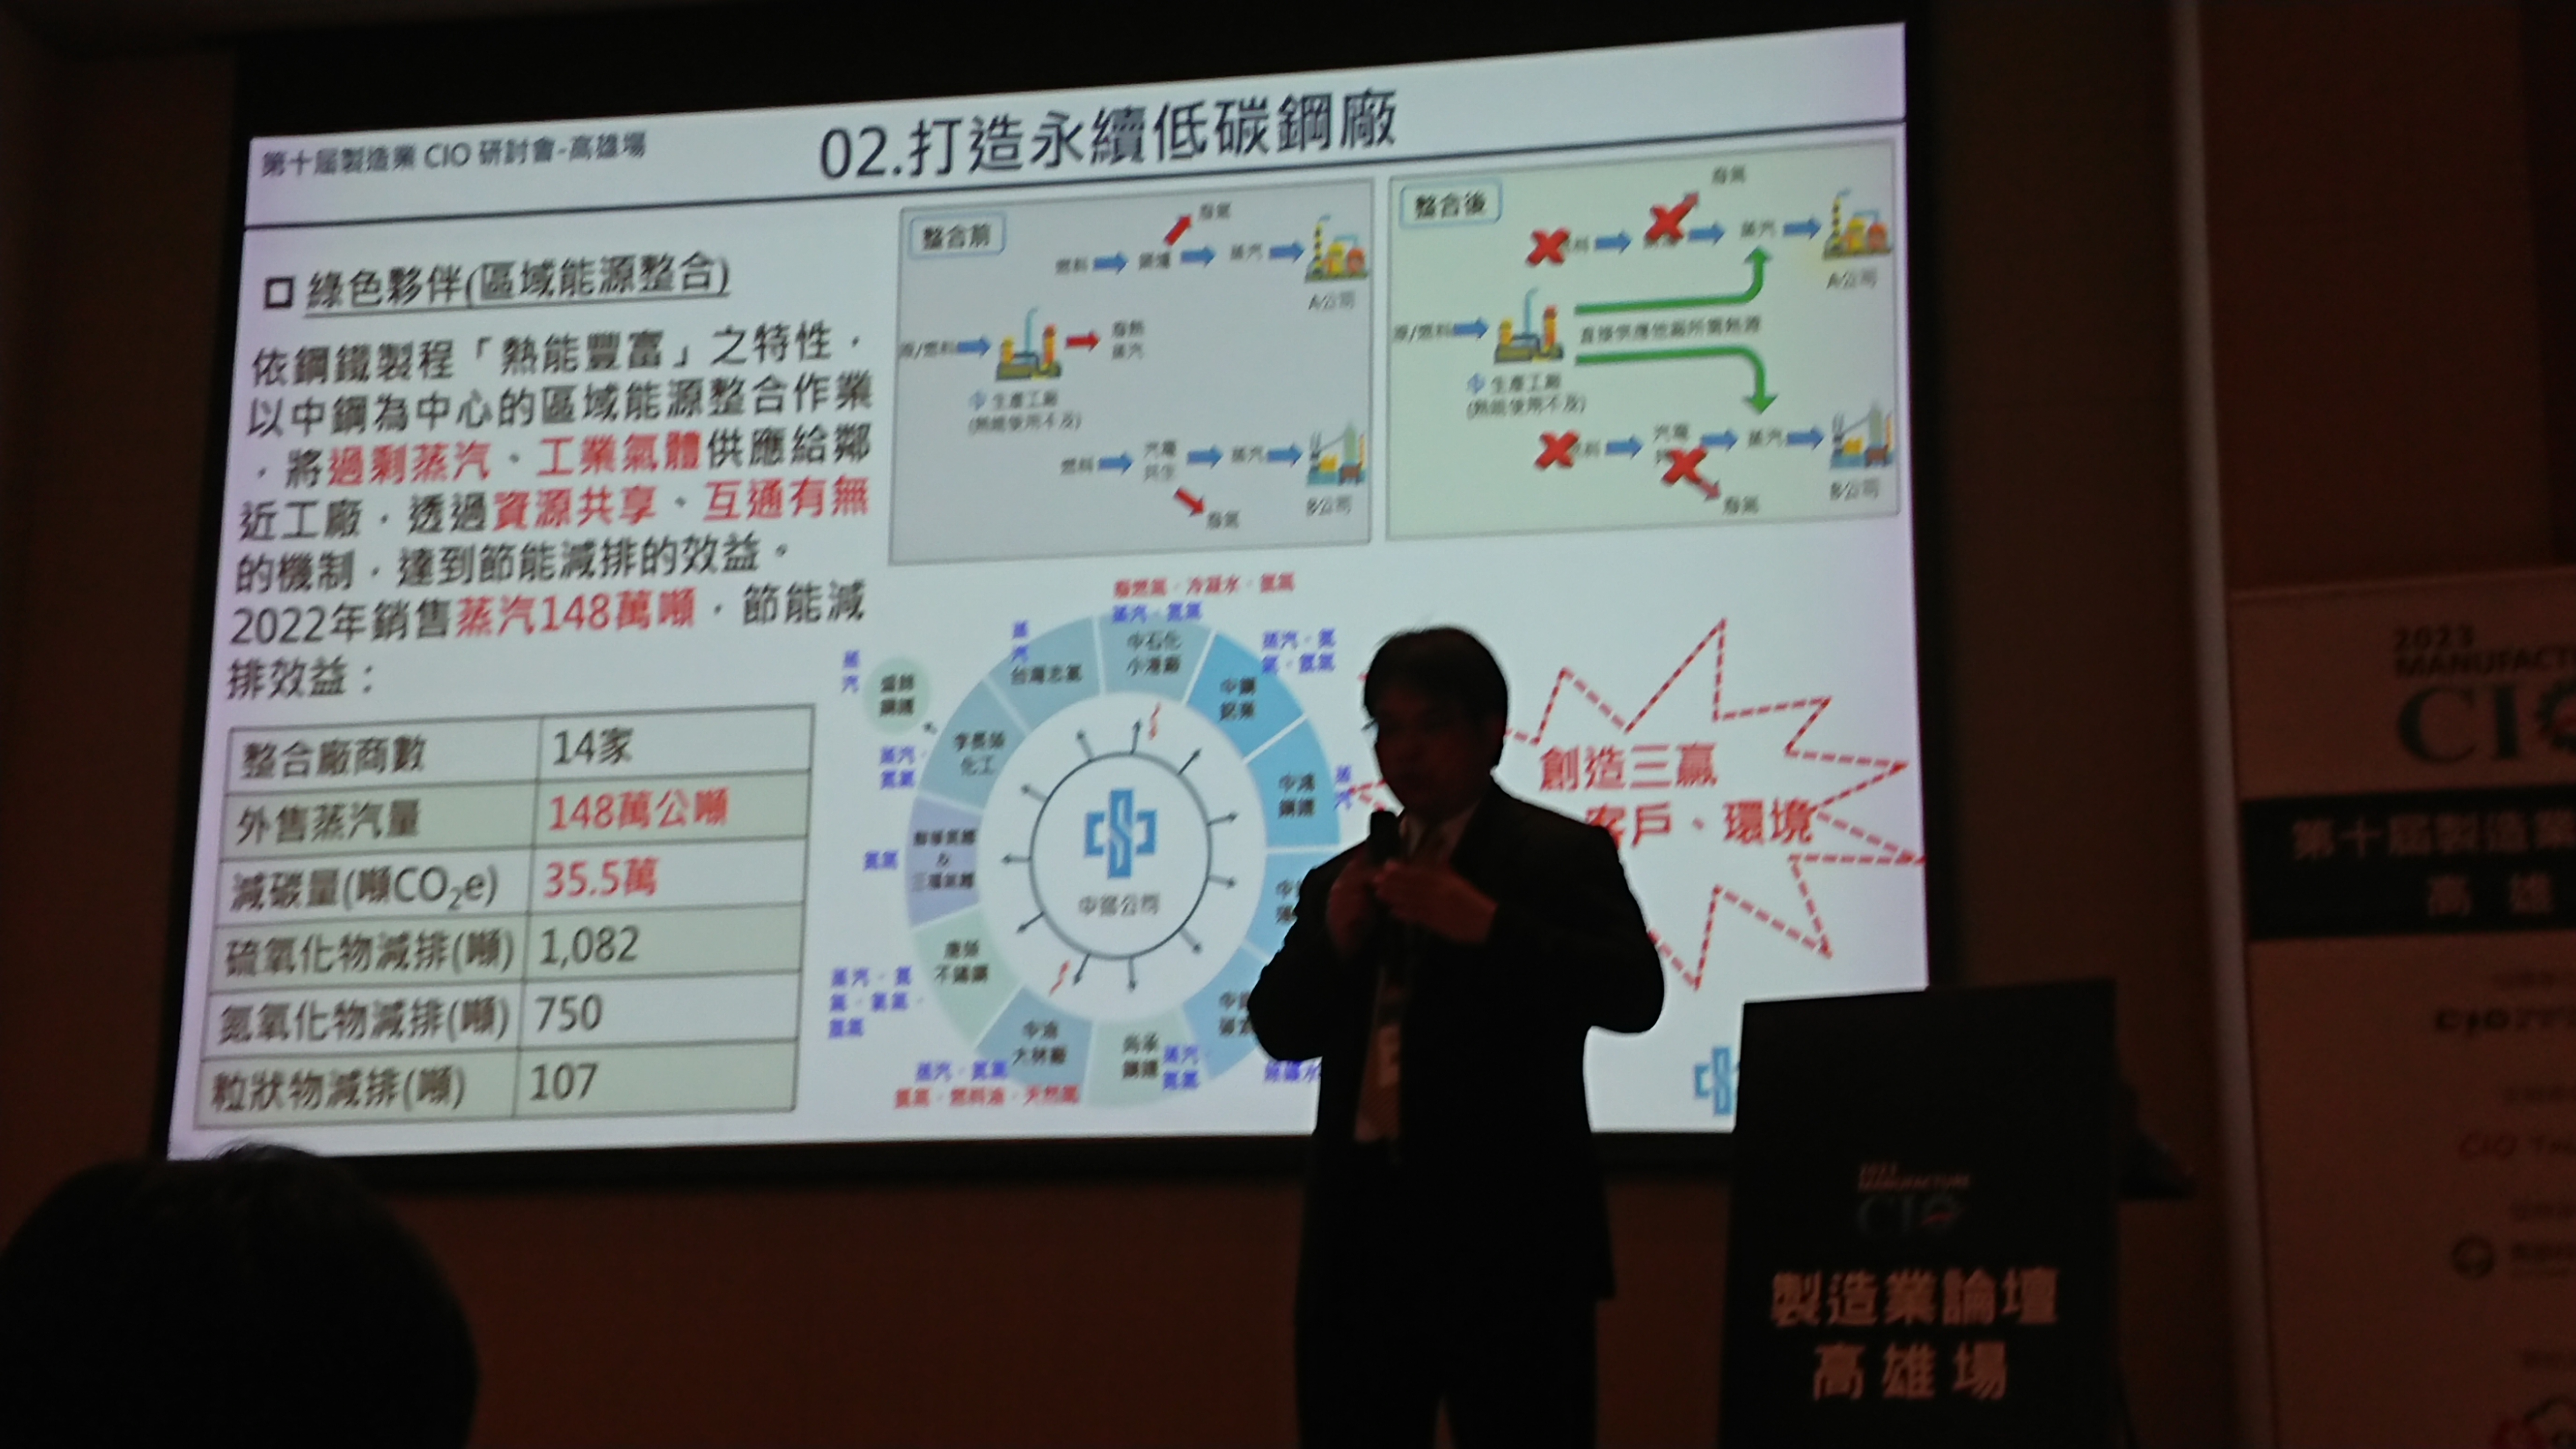 第十屆製造業 CIO 研討會-高雄場
02.打造永續低碳鋼廠
綠色夥伴(區域能源整合)
依鋼鐵製程「熱能豐富」之特性，
以中鋼為中心的區域能源整合作業
，將過剩蒸汽、工業氣體供應給鄰
近工廠，透過資源共享、互通有無
的機制，達到節能減排的效益。
2022年銷售蒸汽148萬噸，節能減
排效益：
整合廠商數 14家
外售蒸汽量 148萬公噸
減碳量(噸CO₂e) 35.5萬
硫氧化物減排(噸) 1,082
氮氧化物減排(噸) 750
粒狀物減排(噸) 107
整合前
廢氣
燃料 鍋爐 蒸汽
A公司
原/燃料
廢熱
蒸汽
生產工廠
(熱能使用不及)
燃料
汽電
共生
蒸汽
廢氣
B公司
整合後
廢氣
蒸汽
A公司
原/燃料
直接供應他廠所需熱源
生產工廠
(熱能使用不及)
汽電
蒸汽
廢氣
B公司
廢燃氣、冷凝水、氫氣
蒸汽、氮氣
中石化
小港廠
蒸汽
台灣志氯
蒸汽
盛餘
鋼鐵
蒸汽、
氮氣
李長榮
化工
氮氣
聯華氣體
&
三福氣體
唐榮
不鏽鋼
中油
大林廠
蒸汽、氮氣
氫氣、燃料油、天然氣
尚承
鋼鐵
蒸汽、
氮氣
中鋼
鋁業
中鴻
鋼鐵
蒸
汽
中鋼公司
創造三贏
客戶、環境
2023
MANUFACT
CIO
第十屆製造業
高 雄
2023
MANUFACTURE
CIO
製造業論壇
高雄場